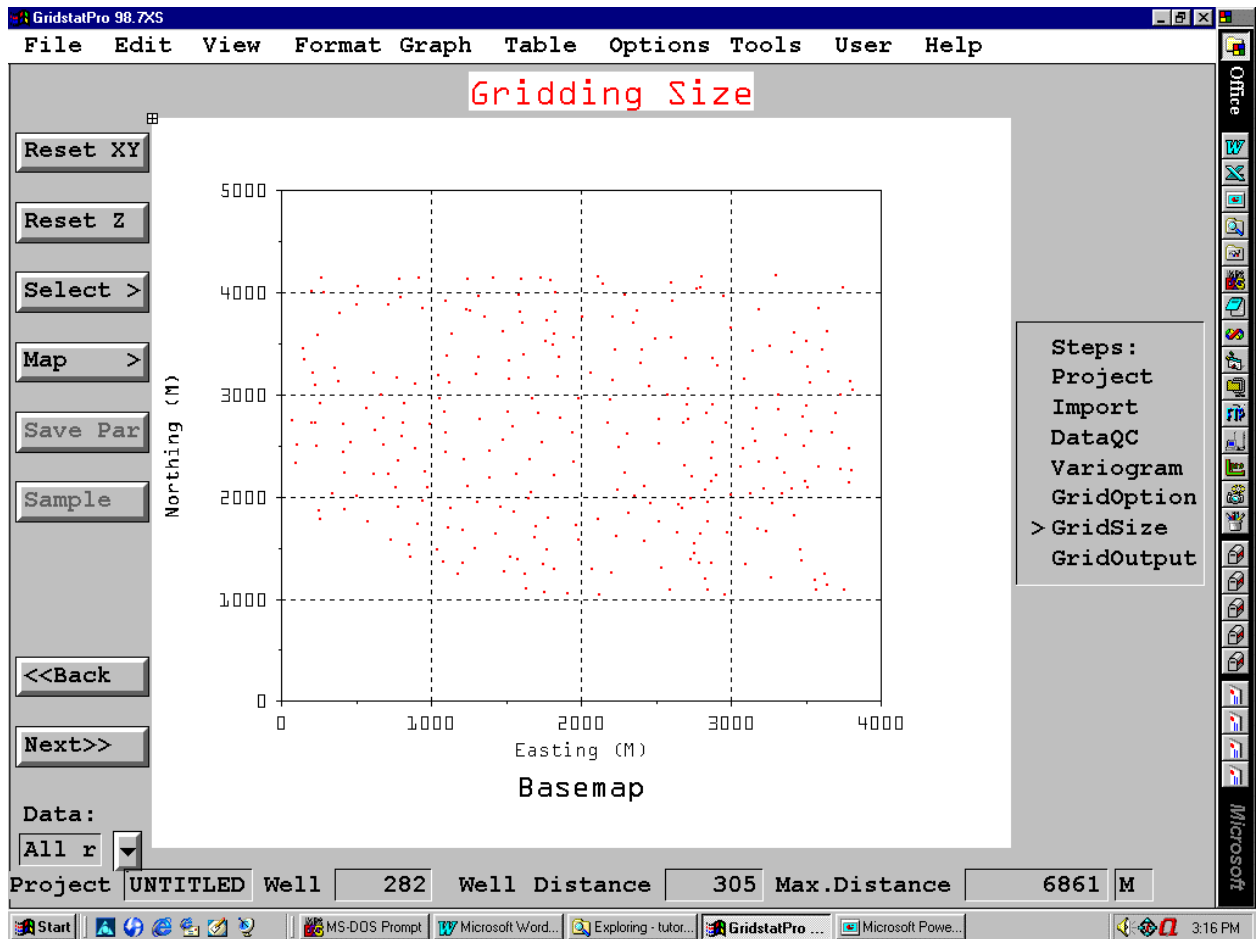 GridstatPro 98.7XS
File Edit View Format Graph Table Options Tools User Help
Gridding Size
Reset XY
Reset Z
Select >
Map >
Save Par
Sample
<<Back
Next>>
Data:
All r
5000
4000
3000
2000
1000
0
Northing (M)
0 1000 2000 3000 4000
Easting (M)
Basemap
Steps:
Project
Import
DataQC
Variogram
GridOption
> GridSize
GridOutput
Office
Microsoft
Project UNTITLED Well 282 Well Distance 305 Max.Distance 6861 M
Start MS-DOS Prompt Microsoft Word... Exploring - tutor... GridstatPro ... Microsoft Powe... 3:16 PM